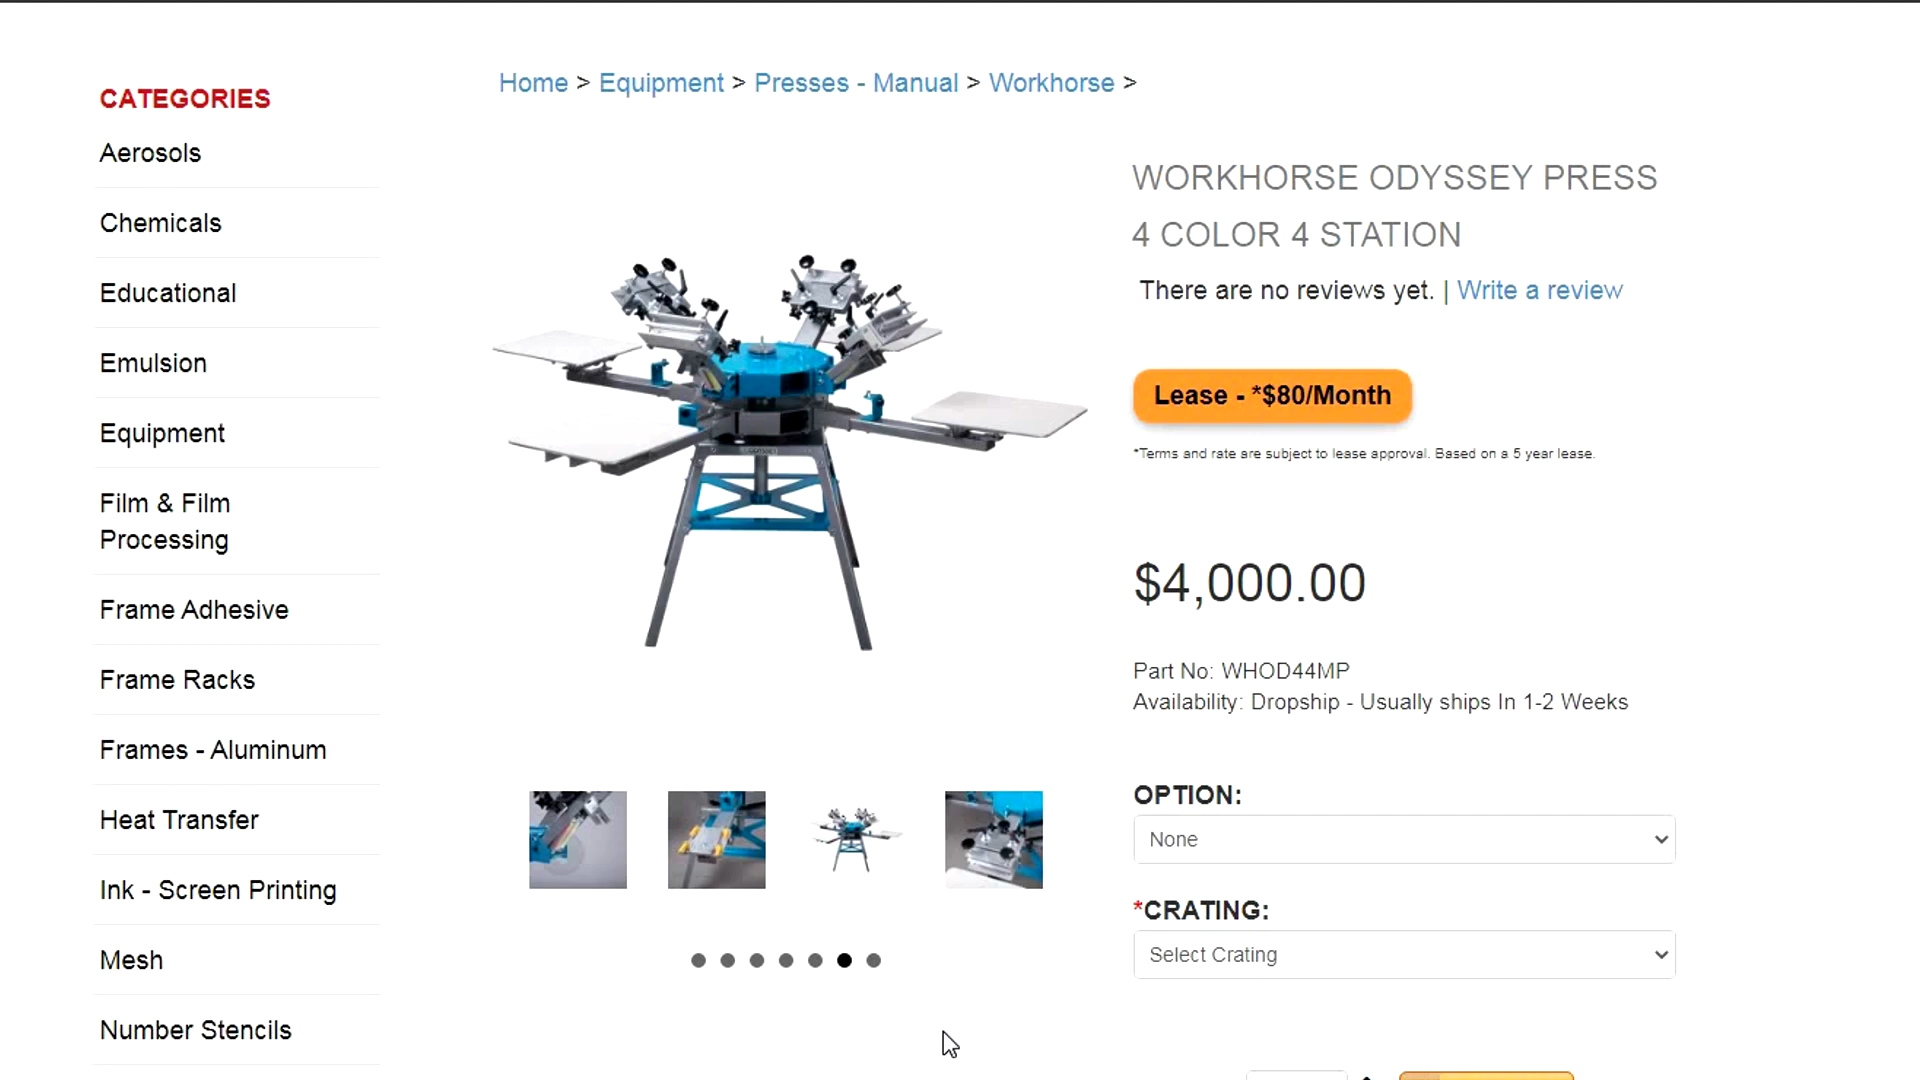 CATEGORIES
Aerosols
Chemicals
Educational
Emulsion
Equipment
Film & Film
Processing
Frame Adhesive
Frame Racks
Frames - Aluminum
Heat Transfer
Ink - Screen Printing
Mesh
Number Stencils
Home > Equipment > Presses - Manual > Workhorse >
WORKHORSE ODYSSEY PRESS
4 COLOR 4 STATION
There are no reviews yet. | Write a review
Lease - *$80/Month
*Terms and rate are subject to lease approval. Based on a 5 year lease.
$4,000.00
Part No: WHOD44MP
Availability: Dropship - Usually ships In 1-2 Weeks
OPTION:
None
*CRATING:
Select Crating